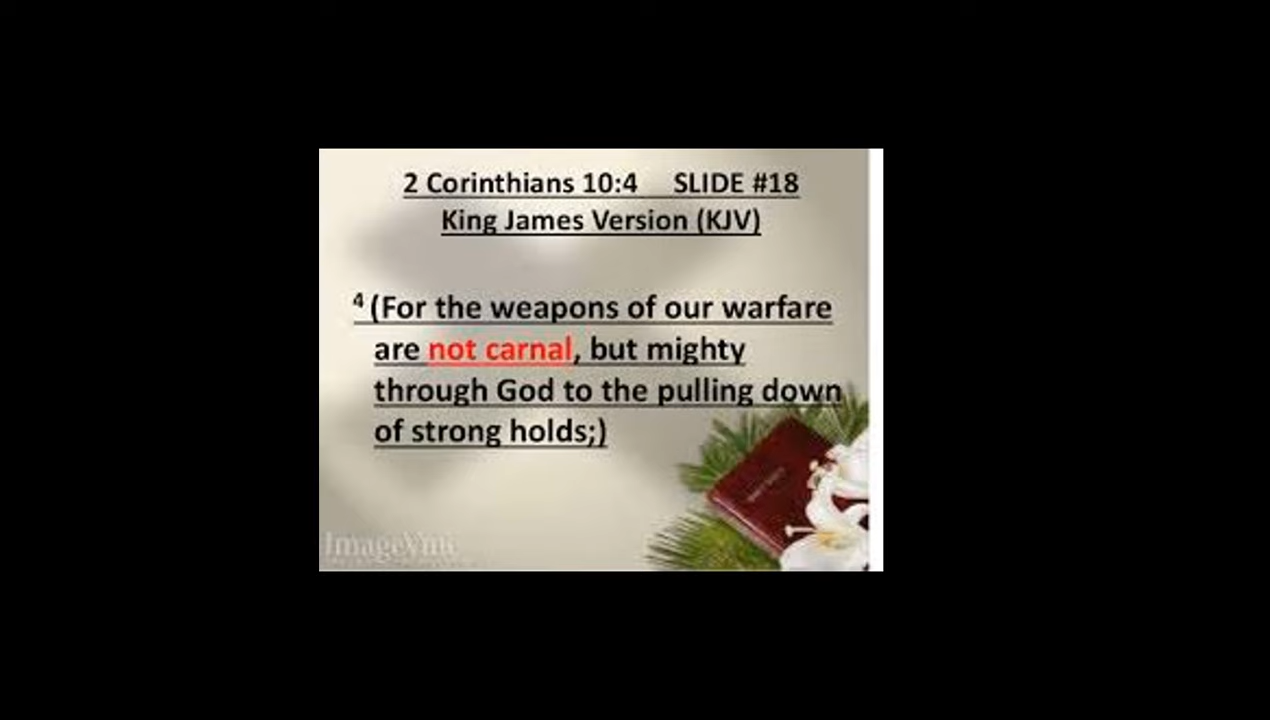 2 Corinthians 10:4 SLIDE #18
King James Version (KJV)
4 (For the weapons of our warfare
are not carnal, but mighty
through God to the pulling down
of strong holds;)
ImageVine